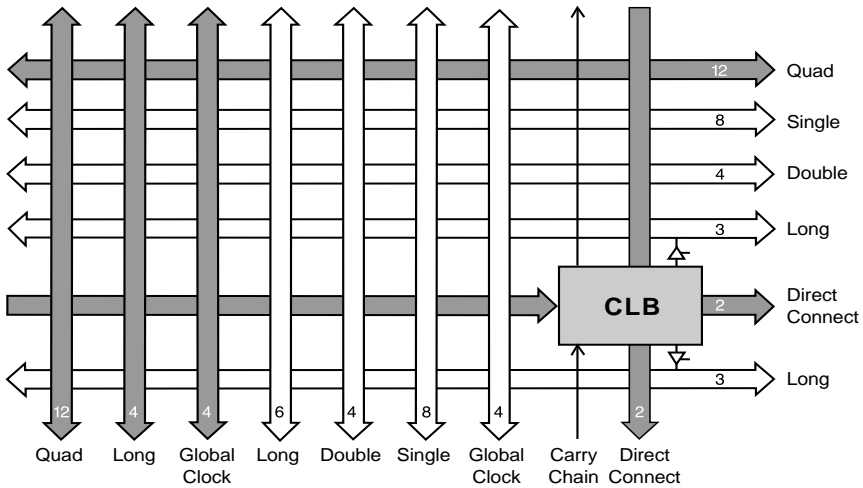 12 Quad
8 Single
4 Double
3 Long
CLB 2 Direct
Connect
3 Long
12 4 4 6 4 8 4 2
Quad Long Global Long Double Single Global Carry Direct
Clock Clock Chain Connect